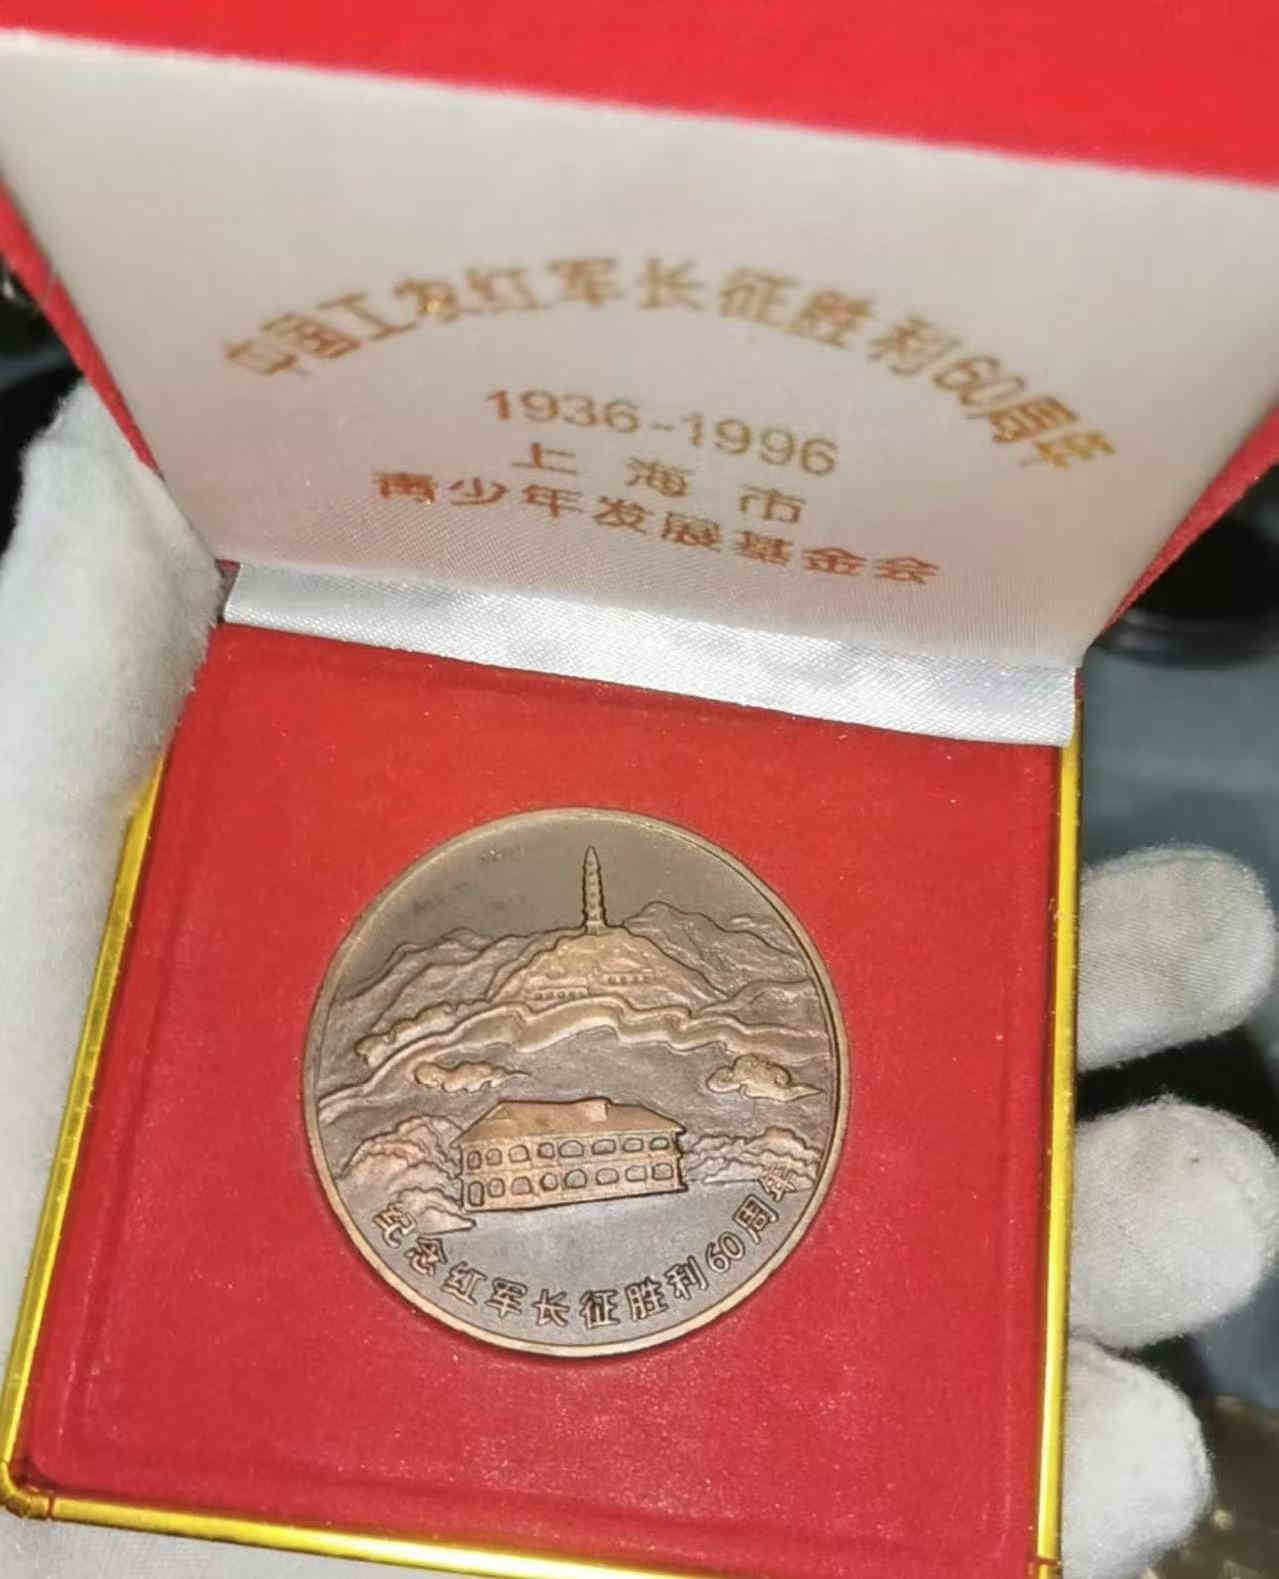 中国工农红军长征胜利60周年
1936-1996
上海市
青少年发展基金会
纪念红军长征胜利60周年